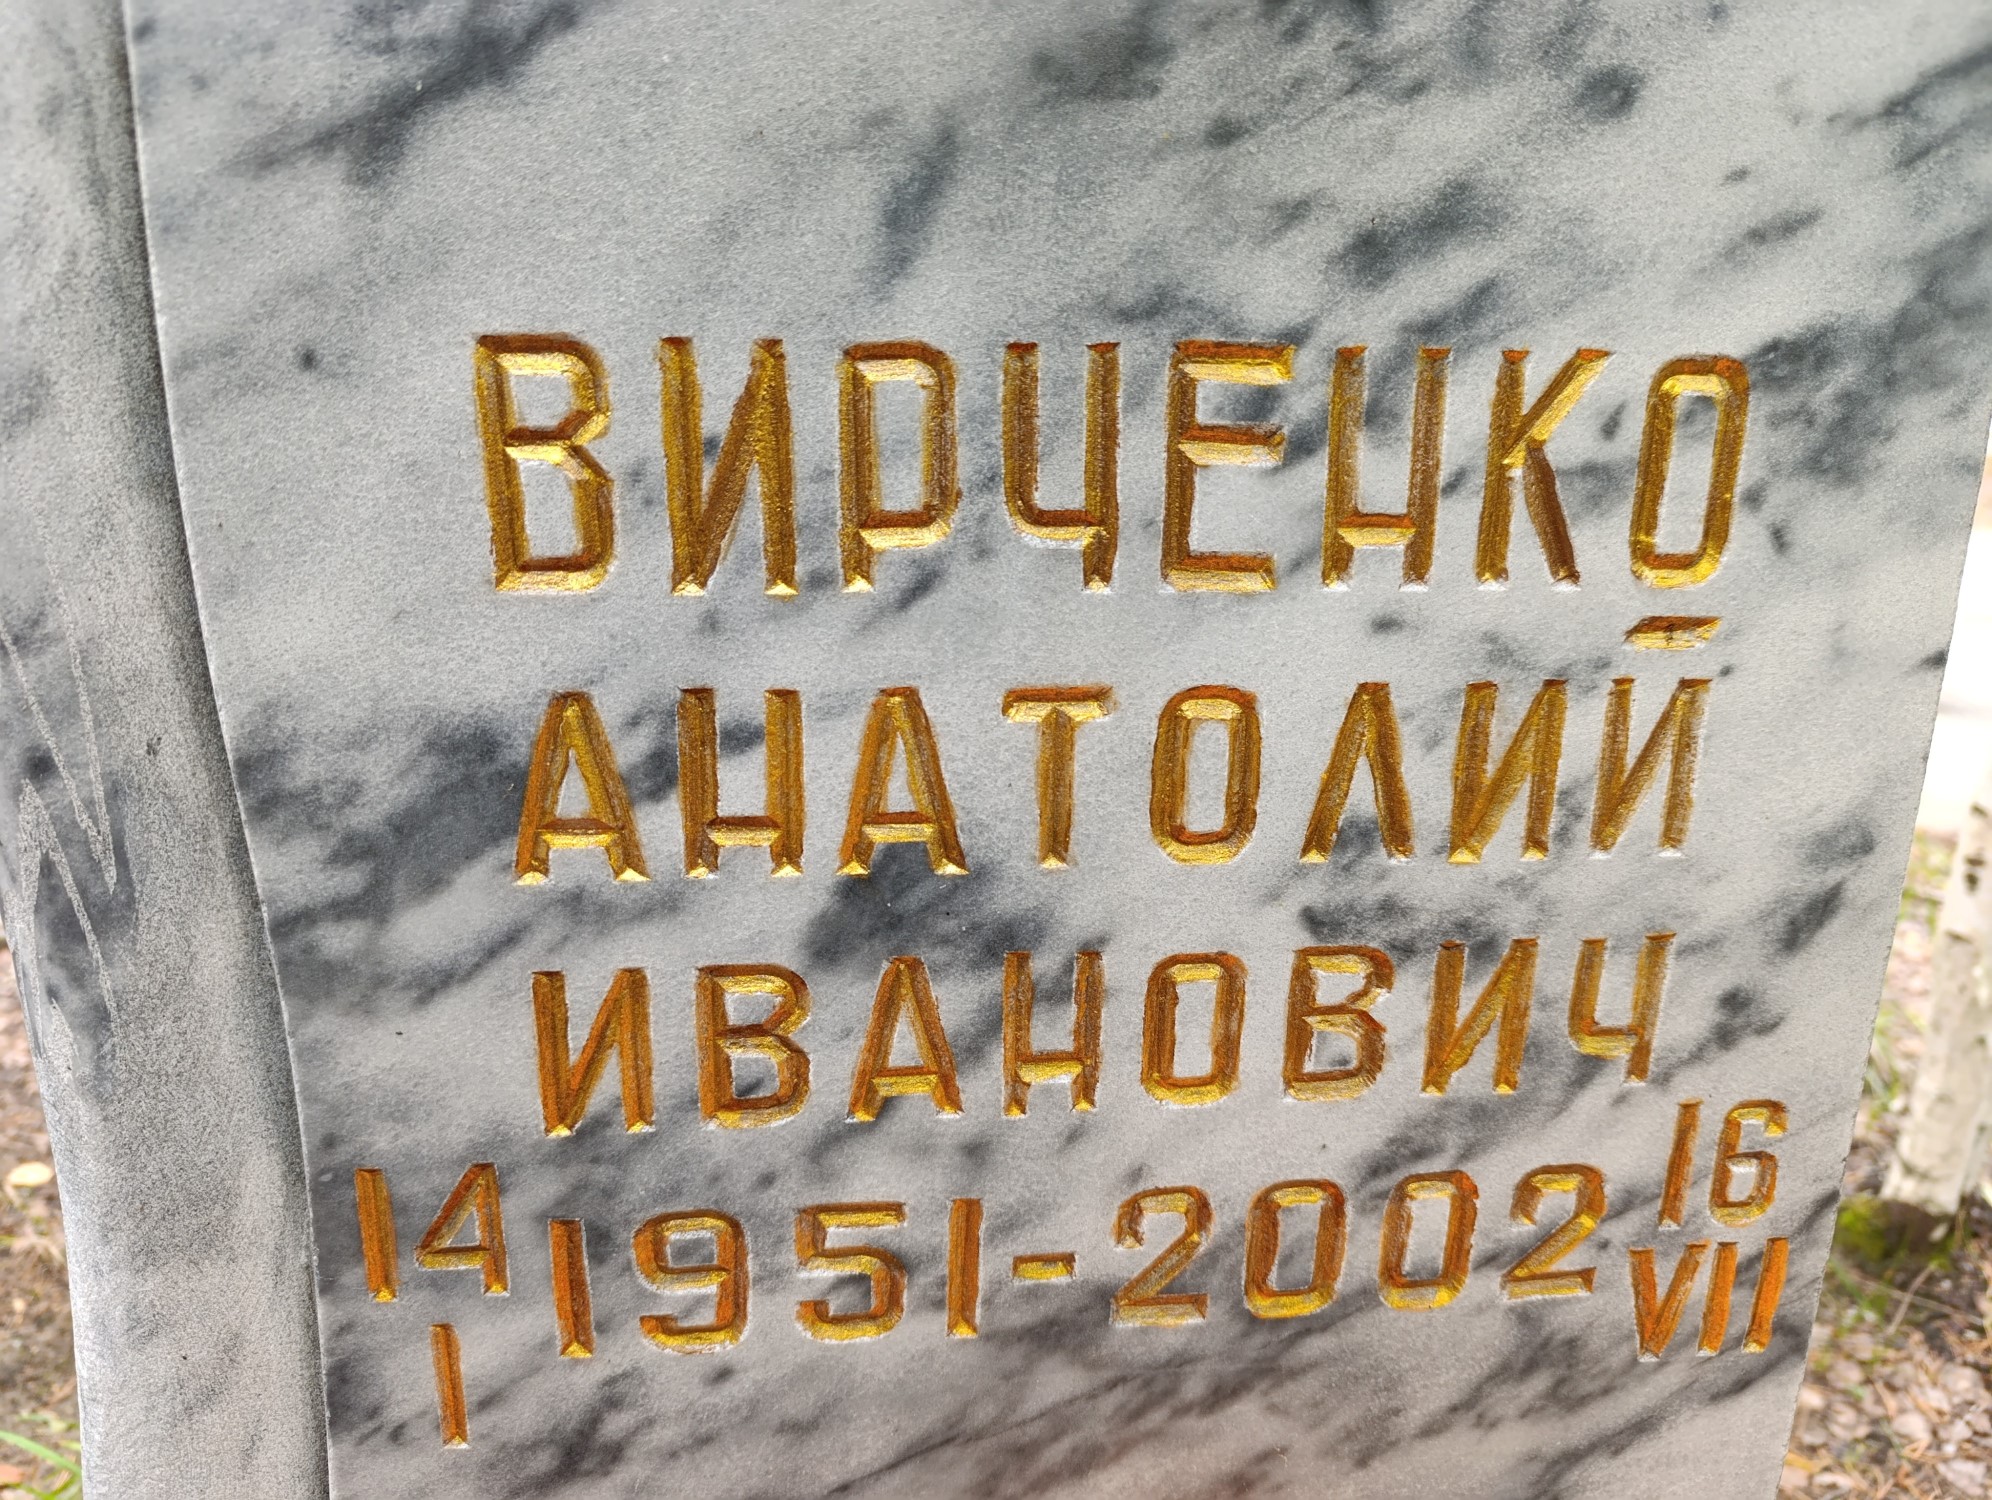 ВИРЧЕНКО
АНАТОЛИЙ
ИВАНОВИЧ
14 1951-2002 16
I VII